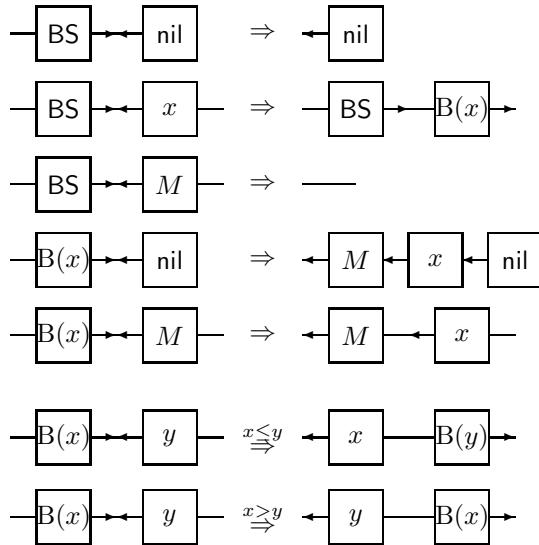 BS nil ⇒ nil
BS x ⇒ BS B(x)
BS M ⇒
B(x) nil ⇒ M x nil
B(x) M ⇒ M x
B(x) y x≤y ⇒ x B(y)
B(x) y x>y ⇒ y B(x)